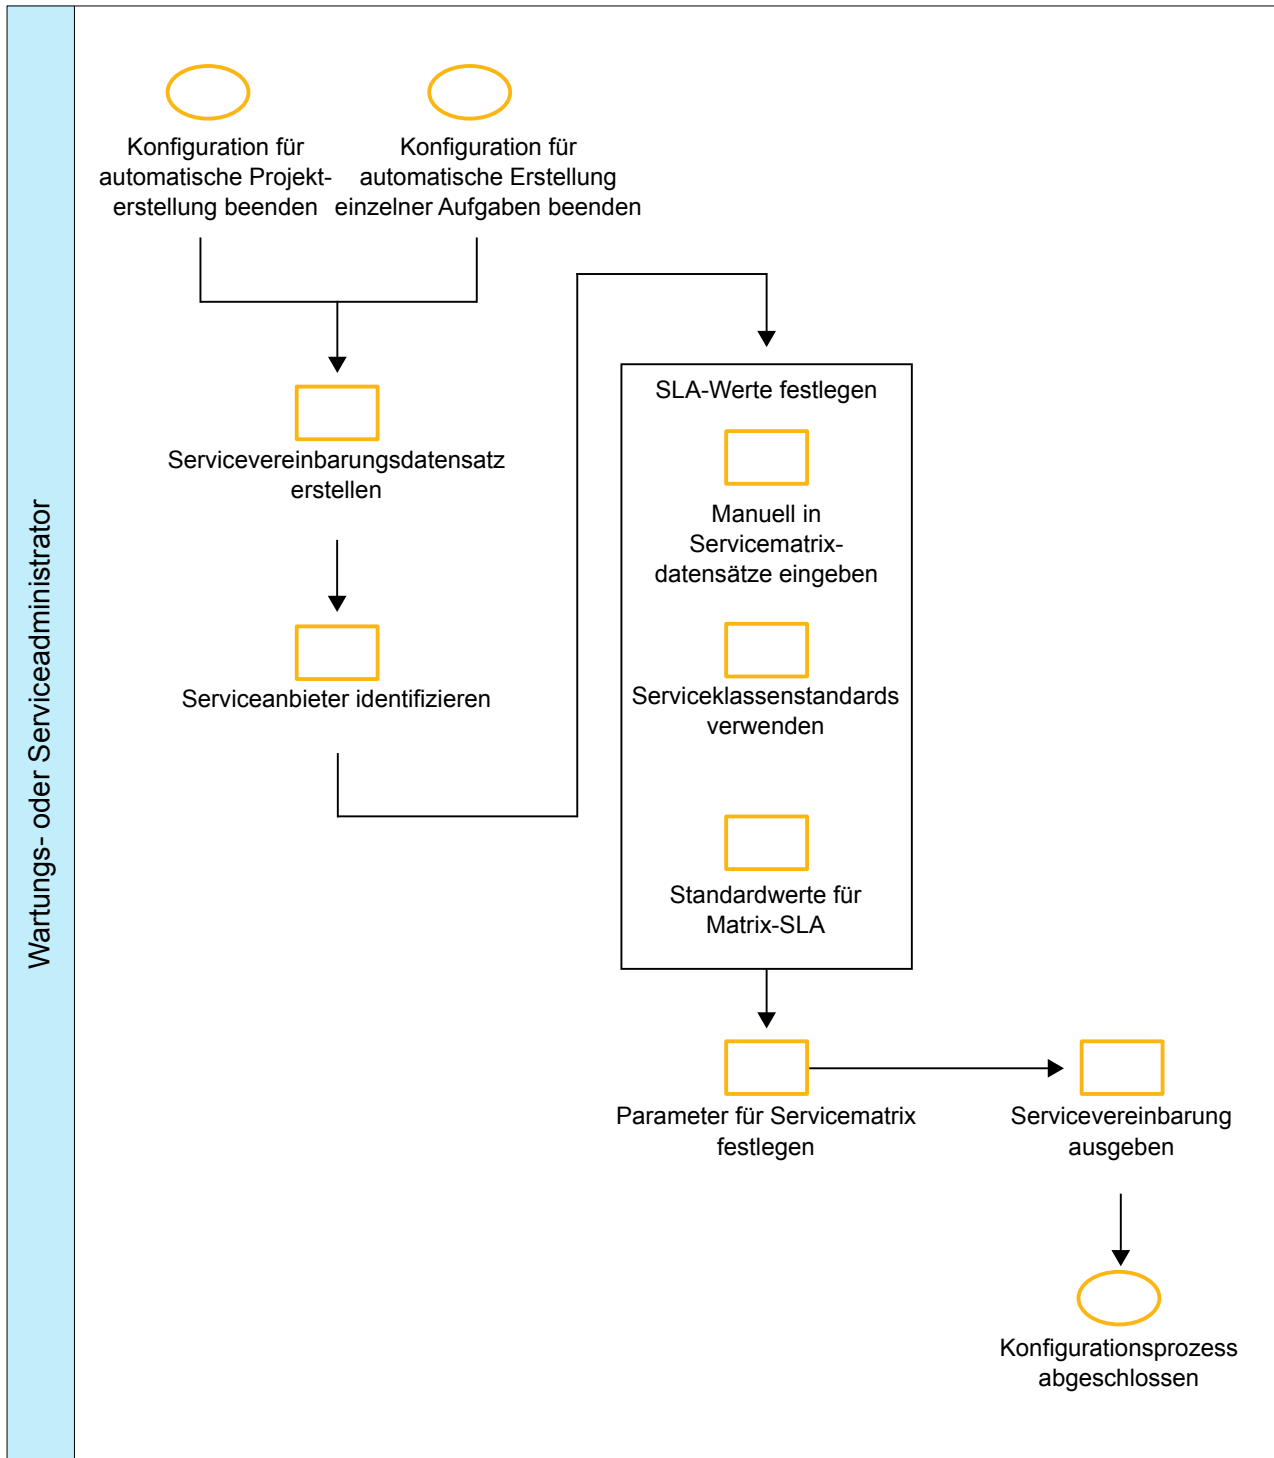 Wartungs- oder Serviceadministrator
Konfiguration für
automatische Projekt-
erstellung beenden
Konfiguration für
automatische Erstellung
einzelner Aufgaben beenden
Servicevereinbarungsdatensatz
erstellen
Serviceanbieter identifizieren
SLA-Werte festlegen
Manuell in
Servicematrix-
datensätze eingeben
Serviceklassenstandards
verwenden
Standardwerte für
Matrix-SLA
Parameter für Servicematrix
festlegen
Servicevereinbarung
ausgeben
Konfigurationsprozess
abgeschlossen